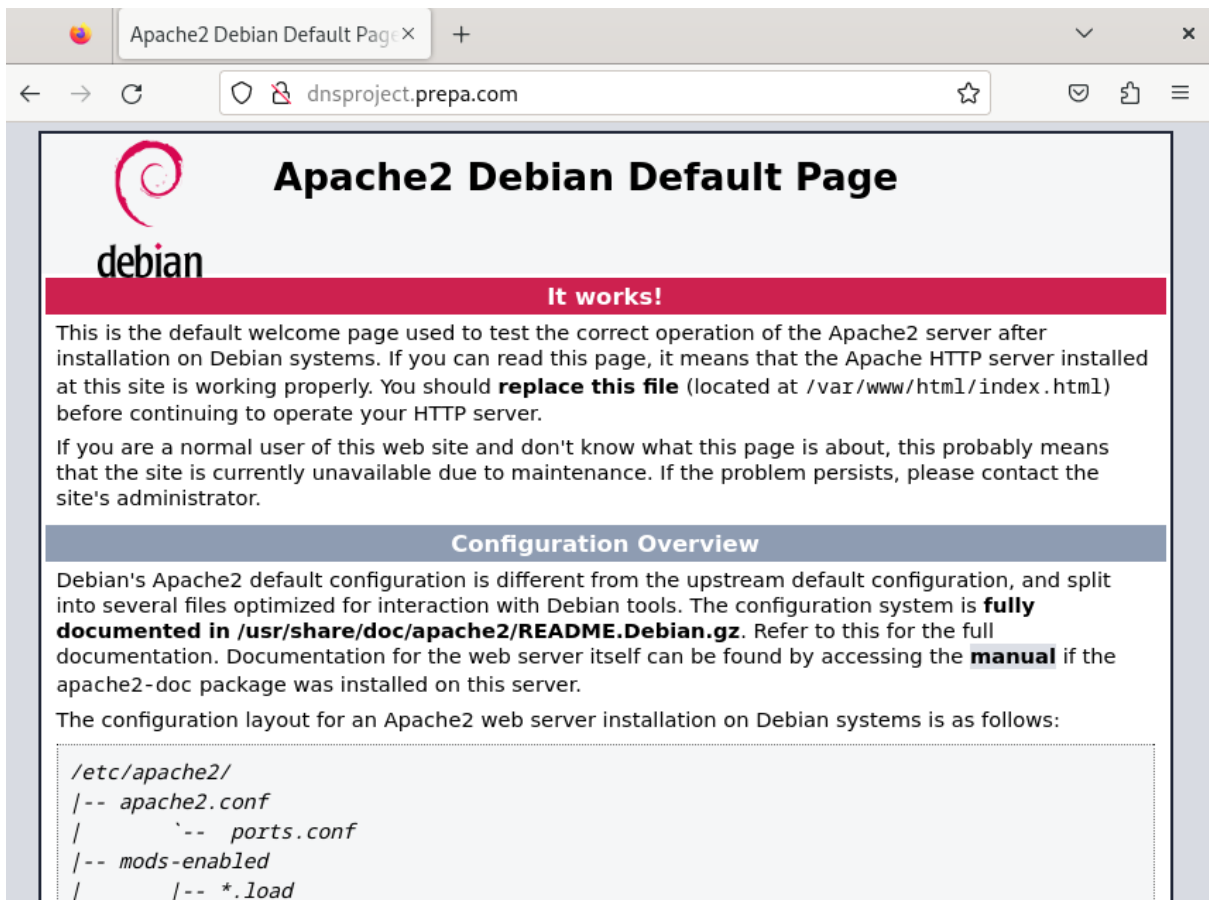 Apache2 Debian Default Page
dnsproject.prepa.com
Apache2 Debian Default Page
debian
It works!
This is the default welcome page used to test the correct operation of the Apache2 server after
installation on Debian systems. If you can read this page, it means that the Apache HTTP server installed
at this site is working properly. You should replace this file (located at /var/www/html/index.html)
before continuing to operate your HTTP server.
If you are a normal user of this web site and don't know what this page is about, this probably means
that the site is currently unavailable due to maintenance. If the problem persists, please contact the
site's administrator.
Configuration Overview
Debian's Apache2 default configuration is different from the upstream default configuration, and split
into several files optimized for interaction with Debian tools. The configuration system is fully
documented in /usr/share/doc/apache2/README.Debian.gz. Refer to this for the full
documentation. Documentation for the web server itself can be found by accessing the manual if the
apache2-doc package was installed on this server.
The configuration layout for an Apache2 web server installation on Debian systems is as follows:
/etc/apache2/
|-- apache2.conf
|       `--  ports.conf
|-- mods-enabled
|       |-- *.load